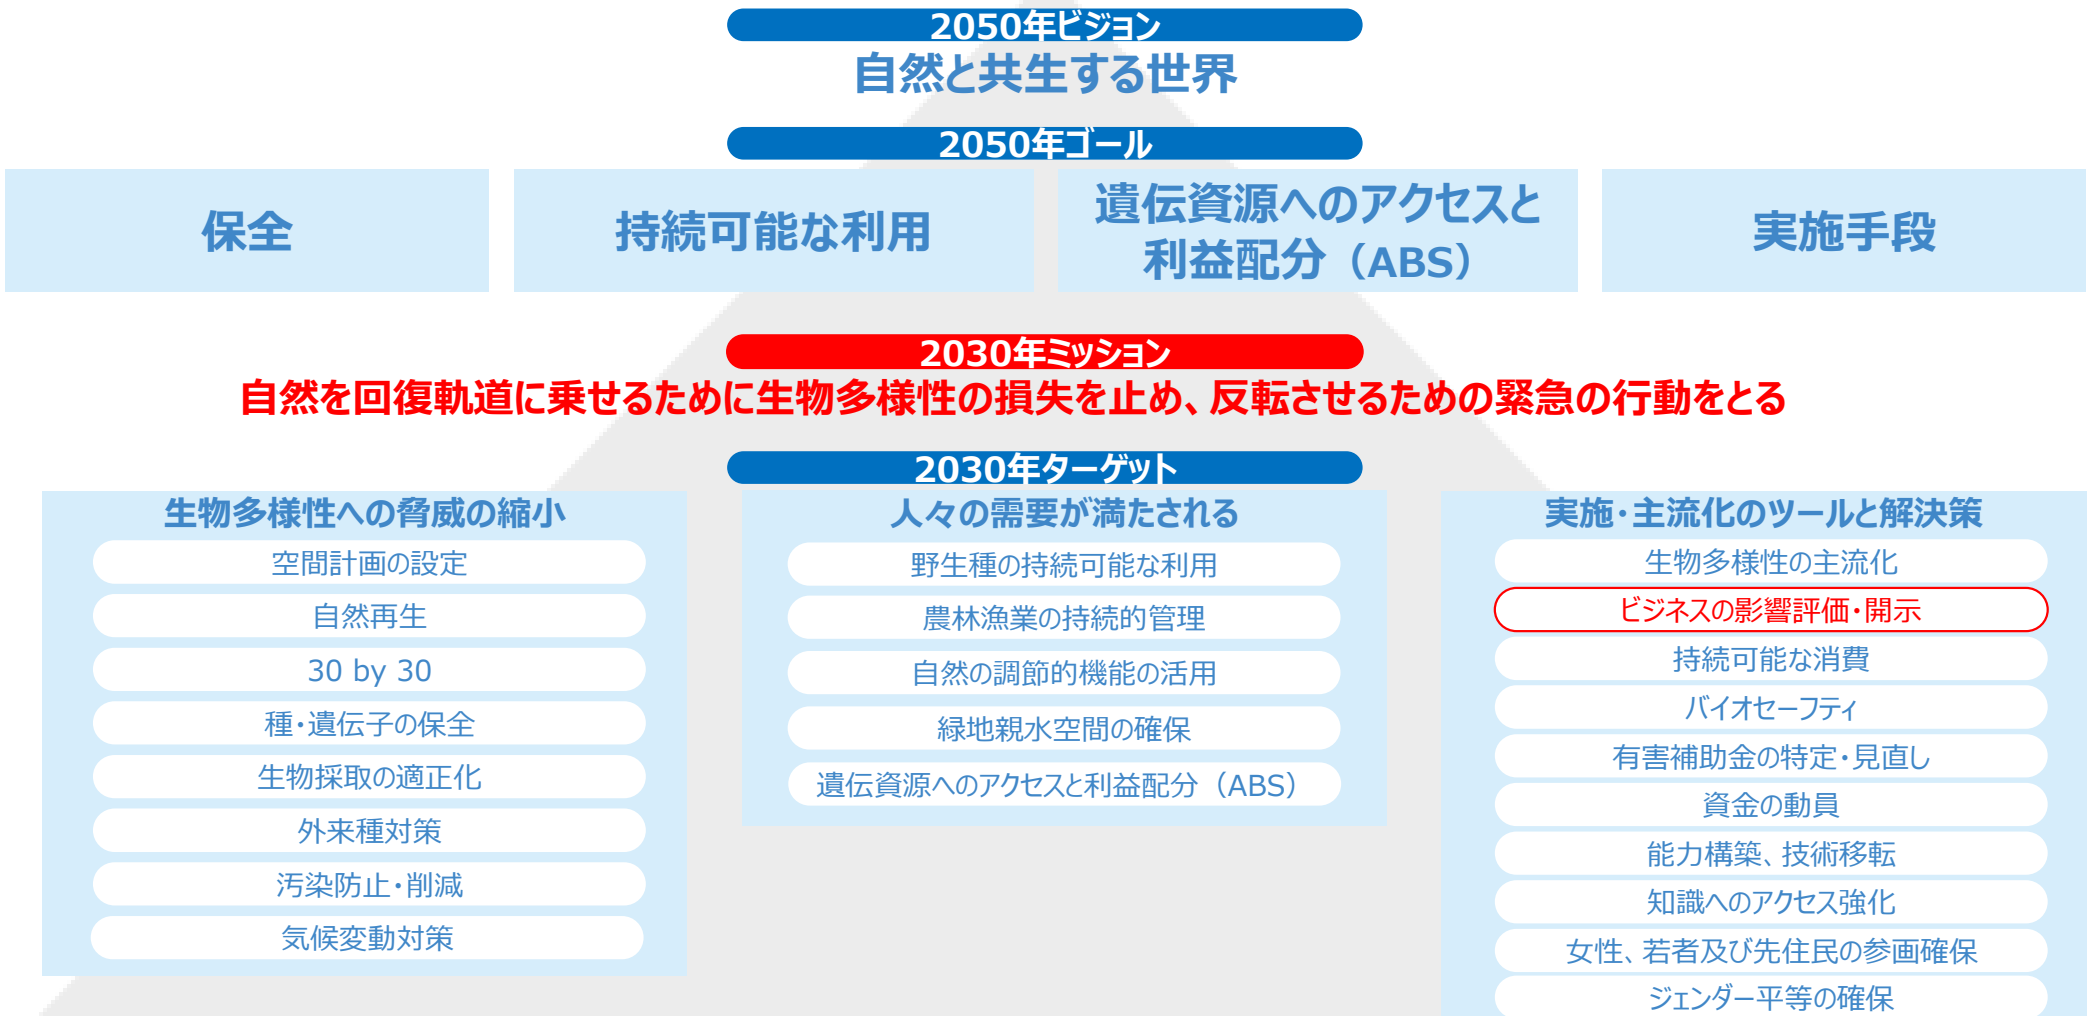 2050年ビジョン
自然と共生する世界
2050年ゴール
保全
持続可能な利用
遺伝資源へのアクセスと
利益配分（ABS）
実施手段
2030年ミッション
自然を回復軌道に乗せるために生物多様性の損失を止め、反転させるための緊急の行動をとる
2030年ターゲット
生物多様性への脅威の縮小
空間計画の設定
自然再生
30 by 30
種・遺伝子の保全
生物採取の適正化
外来種対策
汚染防止・削減
気候変動対策
人々の需要が満たされる
野生種の持続可能な利用
農林漁業の持続的管理
自然の調節的機能の活用
緑地親水空間の確保
遺伝資源へのアクセスと利益配分（ABS）
実施・主流化のツールと解決策
生物多様性の主流化
ビジネスの影響評価・開示
持続可能な消費
バイオセーフティ
有害補助金の特定・見直し
資金の動員
能力構築、技術移転
知識へのアクセス強化
女性、若者及び先住民の参画確保
ジェンダー平等の確保